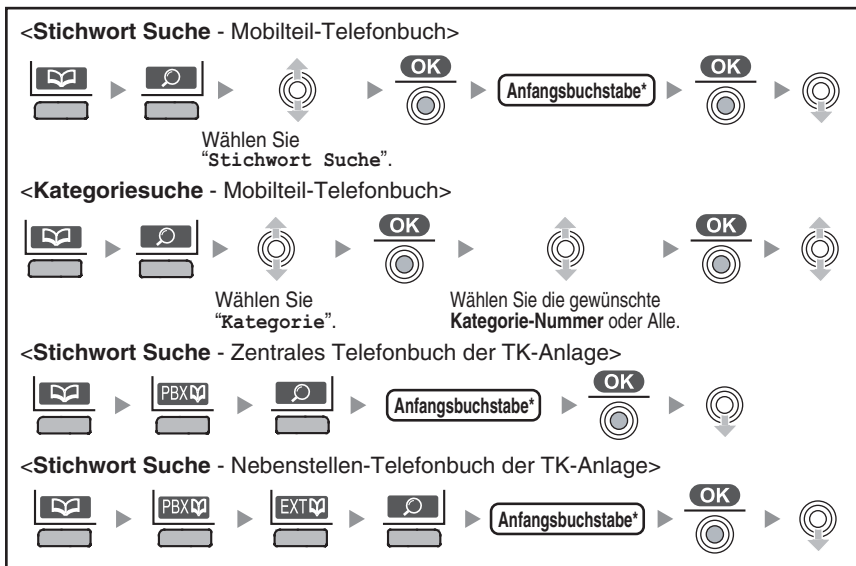 <Stichwort Suche - Mobilteil-Telefonbuch>
OK Anfangsbuchstabe* OK
Wählen Sie
“Stichwort Suche”.
<Kategoriesuche - Mobilteil-Telefonbuch>
OK OK
Wählen Sie
“Kategorie”.
Wählen Sie die gewünschte
Kategorie-Nummer oder Alle.
<Stichwort Suche - Zentrales Telefonbuch der TK-Anlage>
PBX Anfangsbuchstabe* OK
<Stichwort Suche - Nebenstellen-Telefonbuch der TK-Anlage>
PBX EXT Anfangsbuchstabe* OK